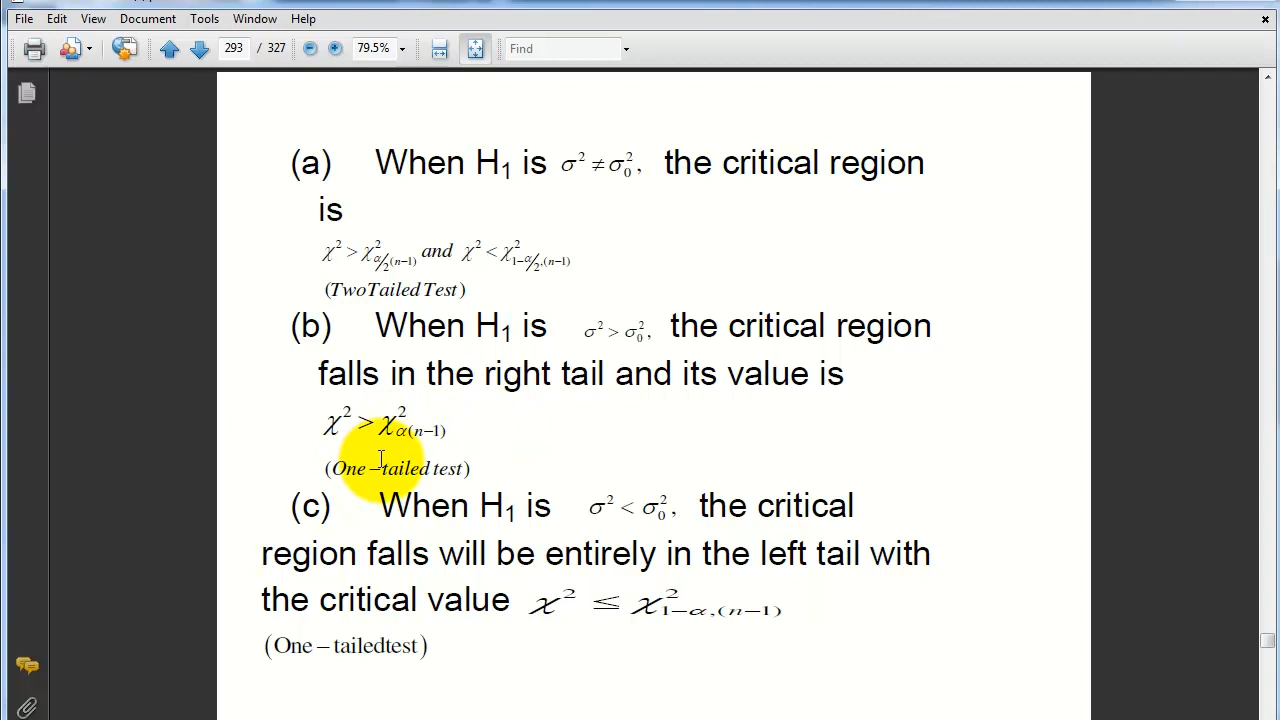 File Edit View Document Tools Window Help
293 / 327 79.5% Find
(a) When H₁ is σ² ≠ σ₀², the critical region
is
χ² > χ²α/2(n−1) and χ² < χ²1−α/2,(n−1)
(TwoTailed Test)
(b) When H₁ is σ² > σ₀², the critical region
falls in the right tail and its value is
χ² > χ²α(n−1)
(One−tailed test)
(c) When H₁ is σ² < σ₀², the critical
region falls will be entirely in the left tail with
the critical value χ² ≤ χ²1−α,(n−1)
(One−tailedtest)